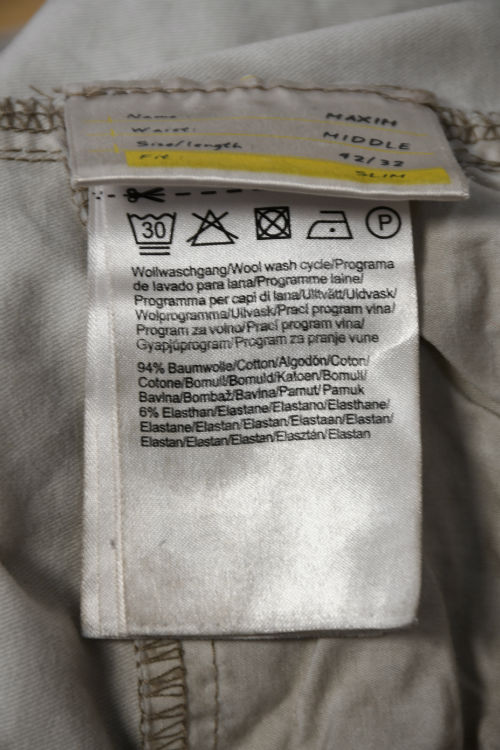 Name: MAXIM
Waist: MIDDLE
Size/length 42/32
Fit: SLIM
30
P
Wollwaschgang/Wool wash cycle/Programa
de lavado para lana/Programme laine/
Programma per capi di lana/Ulltvätt/Uldvask/
Wolprogramma/Ullvask/Prací program vlna/
Program za volno/Prací program vlna/
Gyapjúprogram/Program za pranje vune
94% Baumwolle/Cotton/Algodón/Coton/
Cotone/Bomull/Bomuld/Katoen/Bomull/
Bavlna/Bombaž/Bavlna/Pamut/ Pamuk
6% Elasthan/Elastane/Elastano/Elasthane/
Elastane/Elastan/Elastan/Elastaan/Elastan/
Elastan/Elastan/Elastan/Elasztán/Elastan